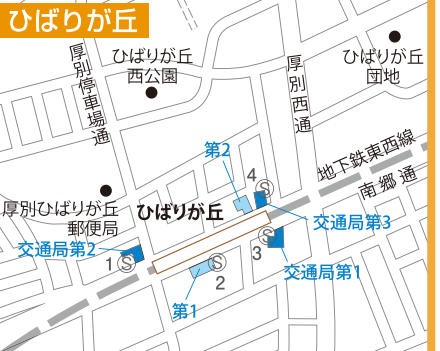 ひばりが丘
ひばりが丘
西公園
ひばりが丘
団地
厚別停車場通
厚別西通
地下鉄東西線
南郷通
第2
4
Ⓢ
厚別ひばりが丘
郵便局
ひばりが丘
交通局第3
交通局第2
1
Ⓢ
Ⓢ
3
Ⓢ
2
交通局第1
第1